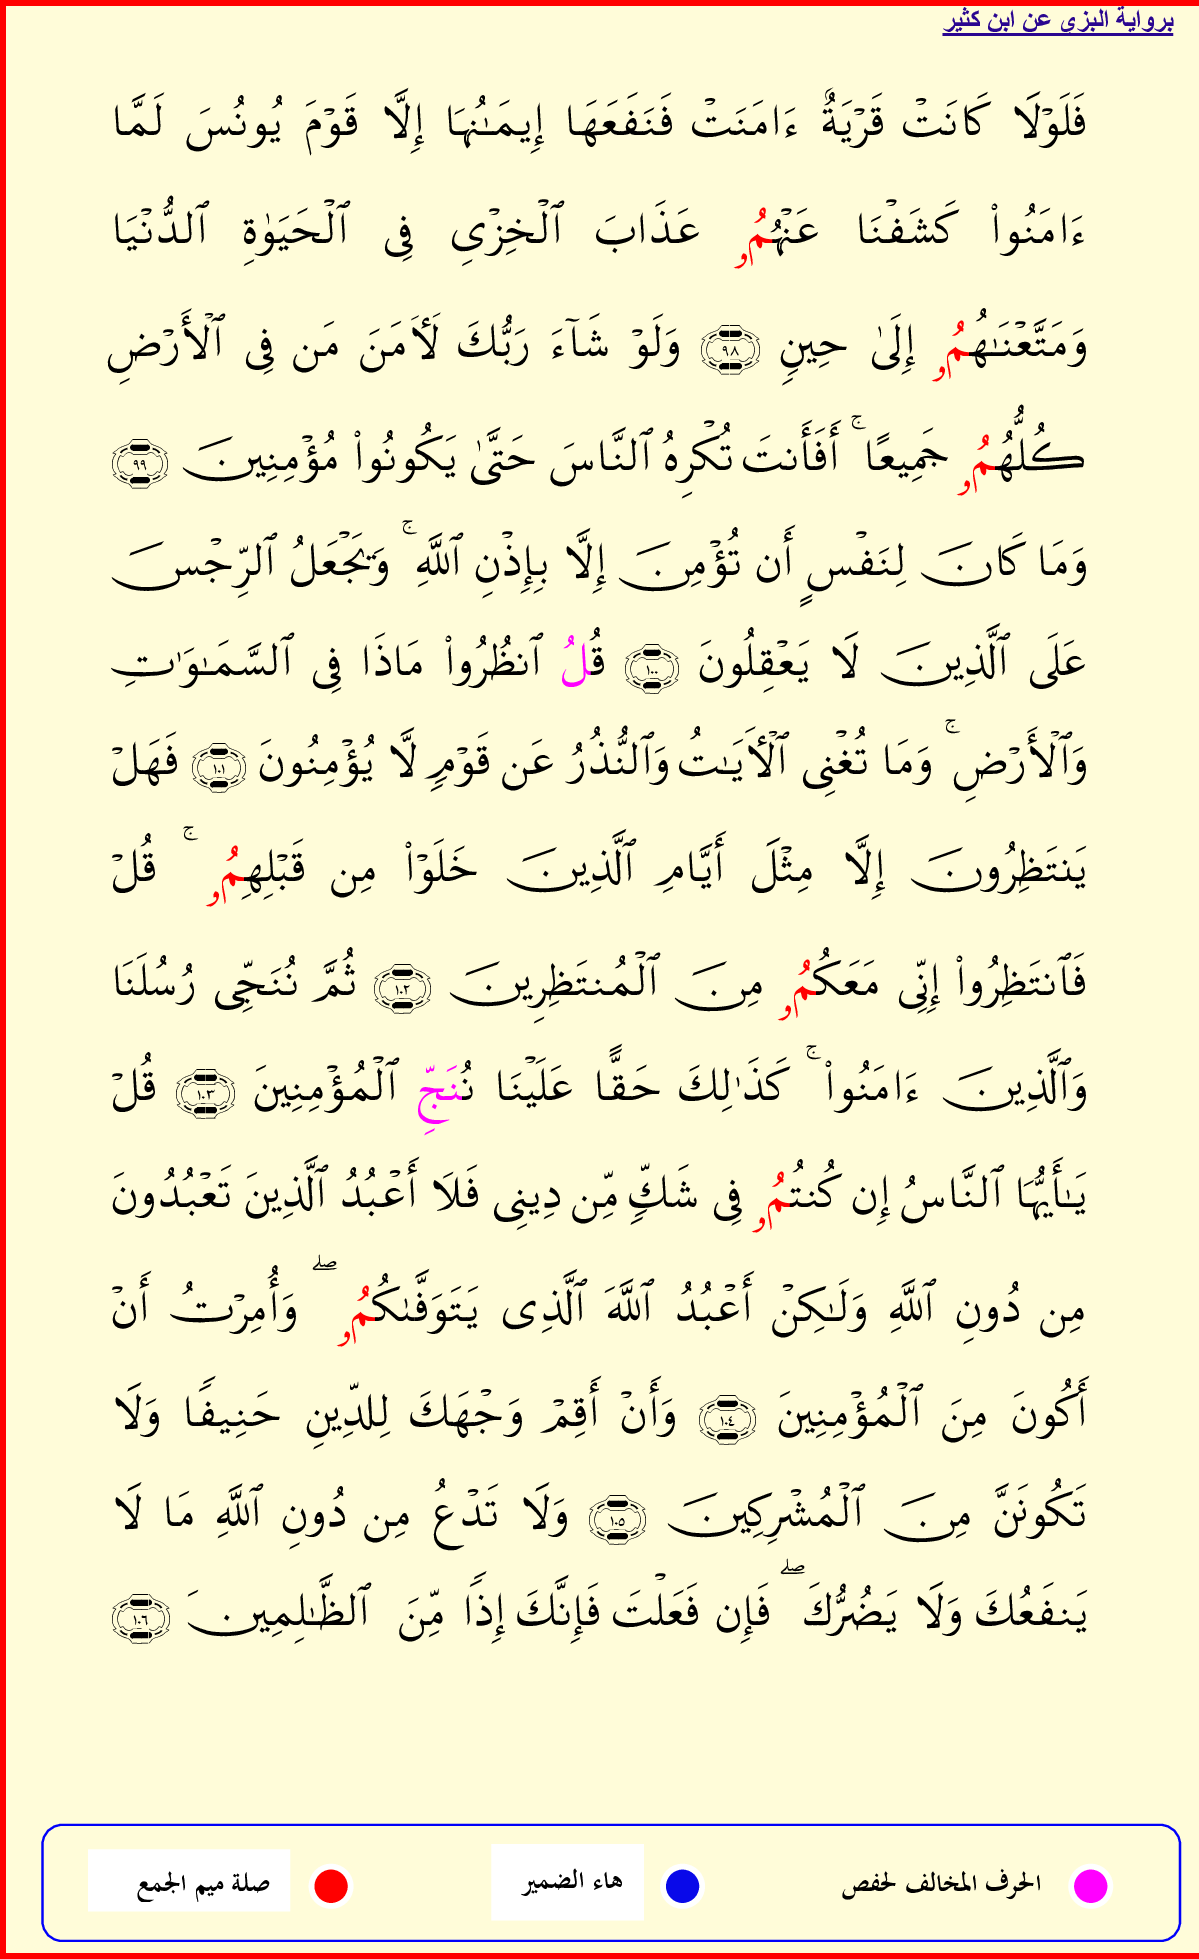 برواية البزي عن ابن كثير
فَلَوْلَا كَانَتْ قَرْيَةٌ ءَامَنَتْ فَنَفَعَهَا إِيمَـٰنُهَا إِلَّا قَوْمَ يُونُسَ لَمَّا
ءَامَنُوا۟ كَشَفْنَا عَنْهُمُۥ عَذَابَ ٱلْخِزْىِ فِى ٱلْحَيَوٰةِ ٱلدُّنْيَا
وَمَتَّعْنَـٰهُمُۥ إِلَىٰ حِينٍ ٩٨ وَلَوْ شَآءَ رَبُّكَ لَـَٔامَنَ مَن فِى ٱلْأَرْضِ
كُلُّهُمُۥ جَمِيعًا ۚ أَفَأَنتَ تُكْرِهُ ٱلنَّاسَ حَتَّىٰ يَكُونُوا۟ مُؤْمِنِينَ ٩٩
وَمَا كَانَ لِنَفْسٍ أَن تُؤْمِنَ إِلَّا بِإِذْنِ ٱللَّهِ ۚ وَيَجْعَلُ ٱلرِّجْسَ
عَلَى ٱلَّذِينَ لَا يَعْقِلُونَ ١٠٠ قُلُ ٱنظُرُوا۟ مَاذَا فِى ٱلسَّمَـٰوَٰتِ
وَٱلْأَرْضِ ۚ وَمَا تُغْنِى ٱلْـَٔايَـٰتُ وَٱلنُّذُرُ عَن قَوْمٍ لَّا يُؤْمِنُونَ ١٠١ فَهَلْ
يَنتَظِرُونَ إِلَّا مِثْلَ أَيَّامِ ٱلَّذِينَ خَلَوْا۟ مِن قَبْلِهِمُۥ ۚ قُلْ
فَٱنتَظِرُوا۟ إِنِّى مَعَكُمُۥ مِنَ ٱلْمُنتَظِرِينَ ١٠٢ ثُمَّ نُنَجِّى رُسُلَنَا
وَٱلَّذِينَ ءَامَنُوا۟ ۚ كَذَٰلِكَ حَقًّا عَلَيْنَا نُنَجِّ ٱلْمُؤْمِنِينَ ١٠٣ قُلْ
يَـٰٓأَيُّهَا ٱلنَّاسُ إِن كُنتُمُۥ فِى شَكٍّ مِّن دِينِى فَلَا أَعْبُدُ ٱلَّذِينَ تَعْبُدُونَ
مِن دُونِ ٱللَّهِ وَلَـٰكِنْ أَعْبُدُ ٱللَّهَ ٱلَّذِى يَتَوَفَّىٰكُمُۥ ۖ وَأُمِرْتُ أَنْ
أَكُونَ مِنَ ٱلْمُؤْمِنِينَ ١٠٤ وَأَنْ أَقِمْ وَجْهَكَ لِلدِّينِ حَنِيفًا وَلَا
تَكُونَنَّ مِنَ ٱلْمُشْرِكِينَ ١٠٥ وَلَا تَدْعُ مِن دُونِ ٱللَّهِ مَا لَا
يَنفَعُكَ وَلَا يَضُرُّكَ ۖ فَإِن فَعَلْتَ فَإِنَّكَ إِذًا مِّنَ ٱلظَّـٰلِمِينَ ١٠٦
الحرف المخالف لحفص هاء الضمير صلة ميم الجمع